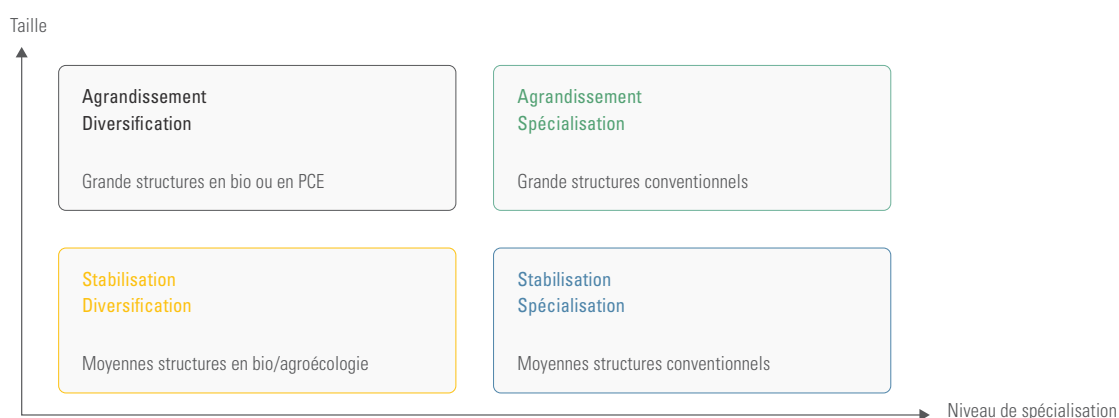 Taille
Agrandissement
Diversification
Grande structures en bio ou en PCE
Agrandissement
Spécialisation
Grande structures conventionnels
Stabilisation
Diversification
Moyennes structures en bio/agroécologie
Stabilisation
Spécialisation
Moyennes structures conventionnels
Niveau de spécialisation